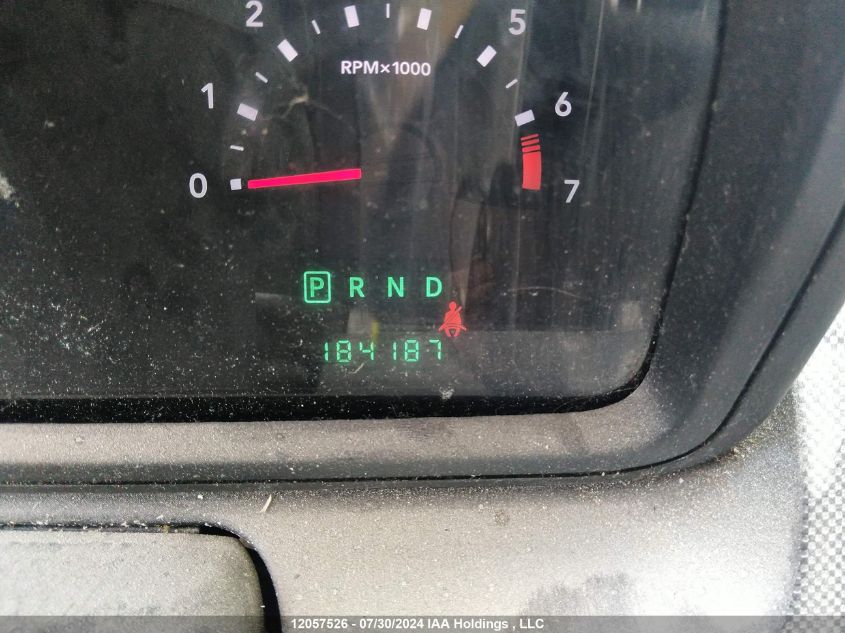 0 1 2 5 6 7
RPM×1000
P R N D
184187
12057526 - 07/30/2024 IAA Holdings , LLC